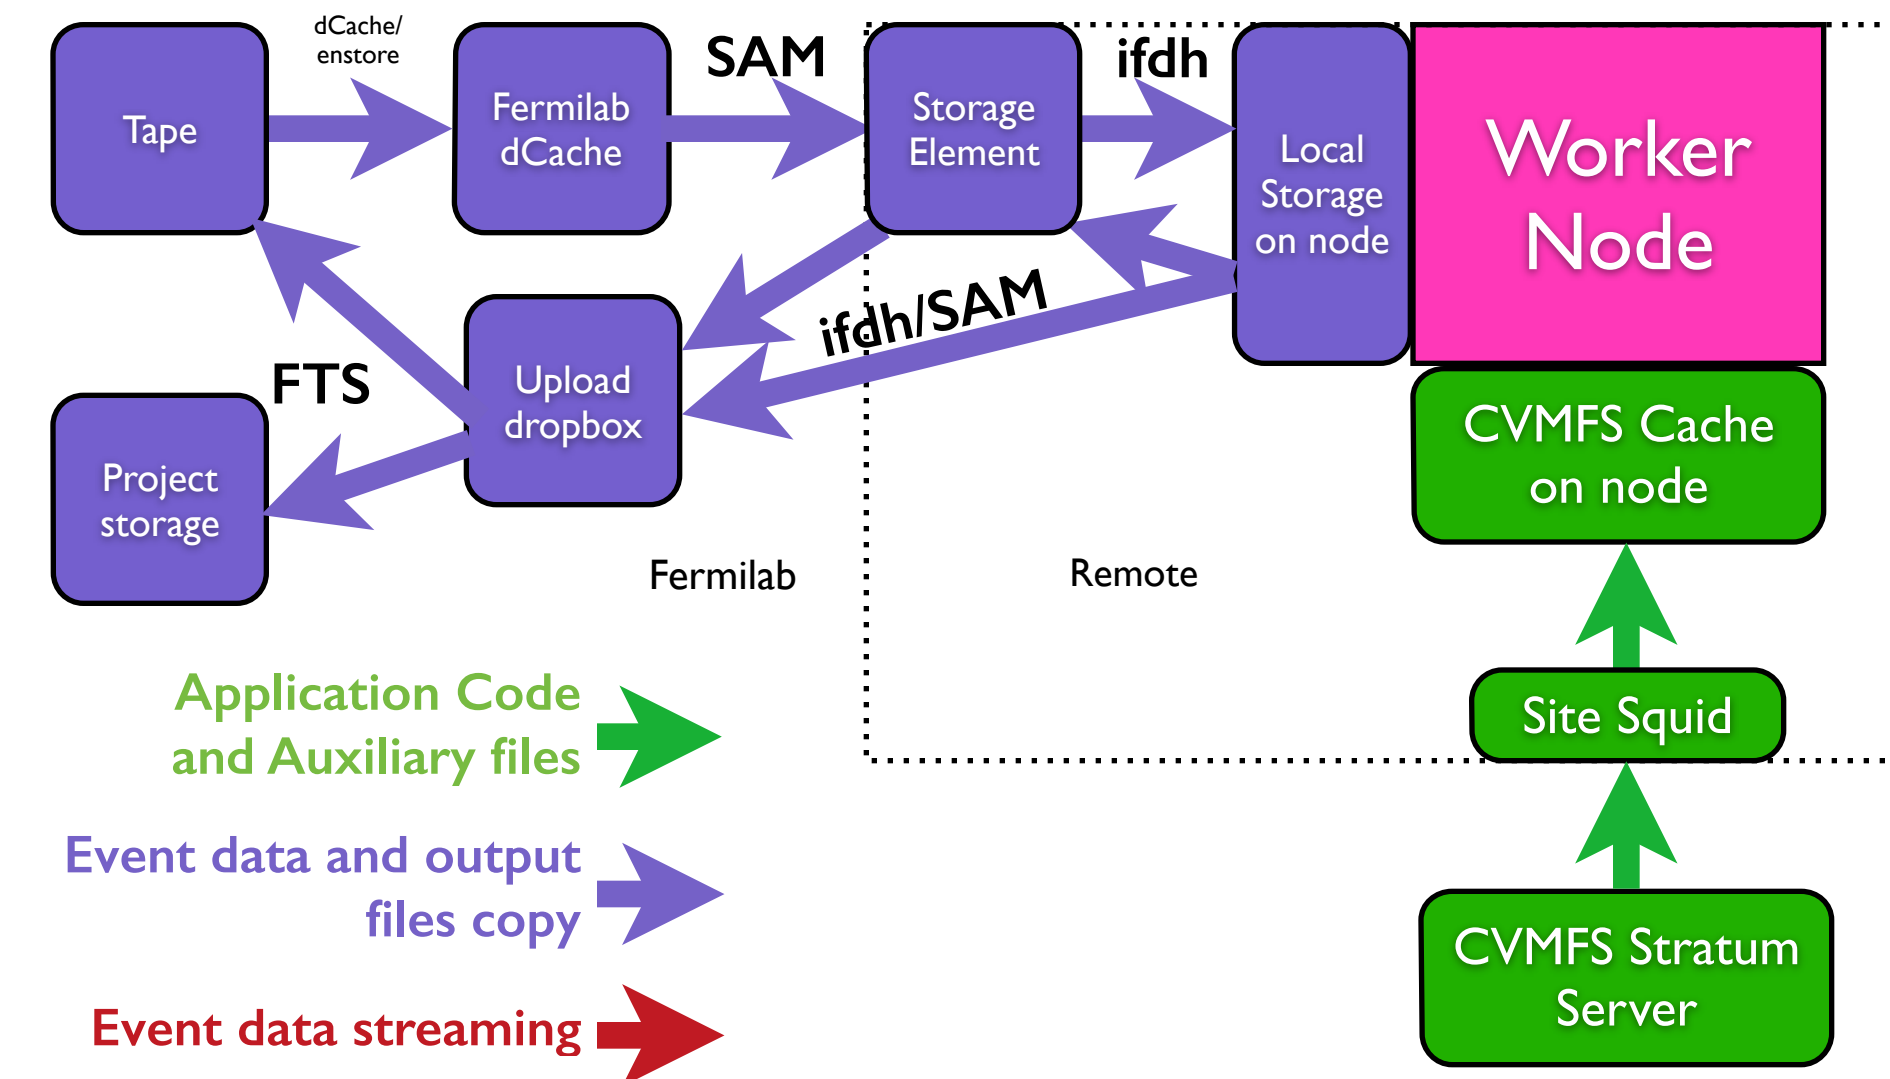 dCache/
enstore
SAM
ifdh
Tape
Fermilab
dCache
Storage
Element
Local
Storage
on node
Worker
Node
ifdh/SAM
FTS
Upload
dropbox
Project
storage
CVMFS Cache
on node
Fermilab
Remote
Site Squid
Application Code
and Auxiliary files
Event data and output
files copy
CVMFS Stratum
Server
Event data streaming